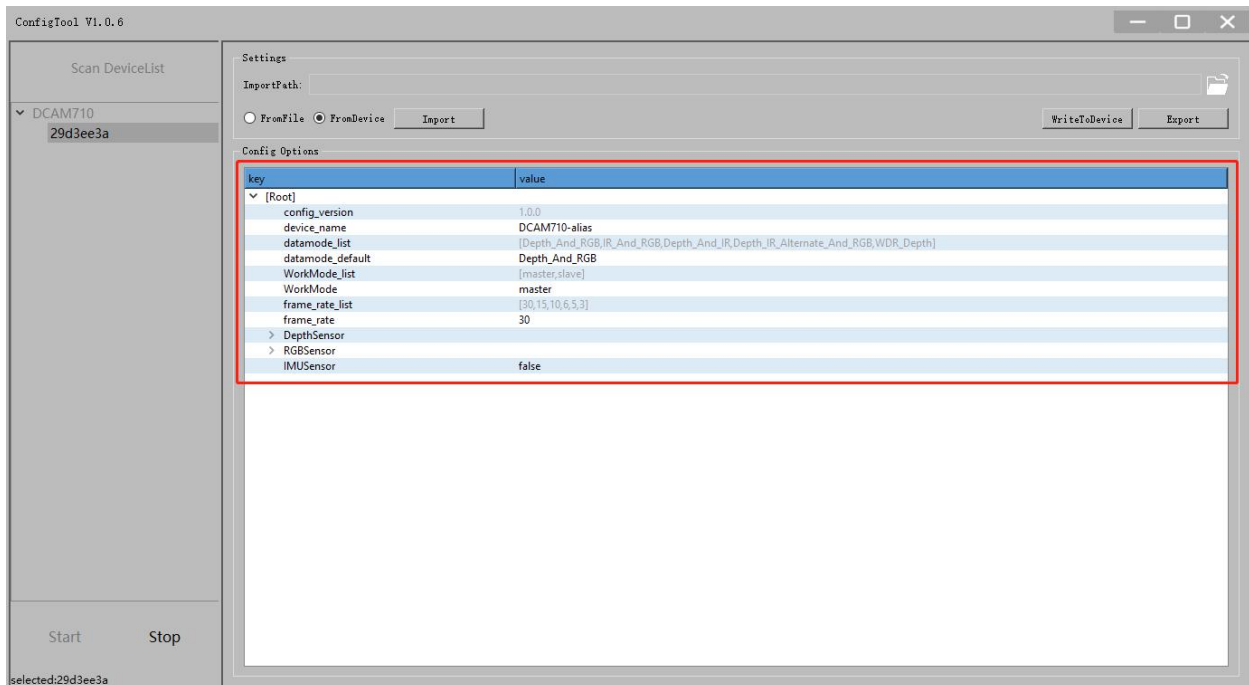 ConfigTool V1.0.6
Scan DeviceList
DCAM710
29d3ee3a
Start Stop
selected:29d3ee3a
Settings
ImportPath:
FromFile FromDevice Import WriteToDevice Export
Config Options
key value
[Root]
config_version 1.0.0
device_name DCAM710-alias
datamode_list [Depth_And_RGB,IR_And_RGB,Depth_And_IR,Depth_IR_Alternate_And_RGB,WDR_Depth]
datamode_default Depth_And_RGB
WorkMode_list [master,slave]
WorkMode master
frame_rate_list [30,15,10,6,5,3]
frame_rate 30
DepthSensor
RGBSensor
IMUSensor false